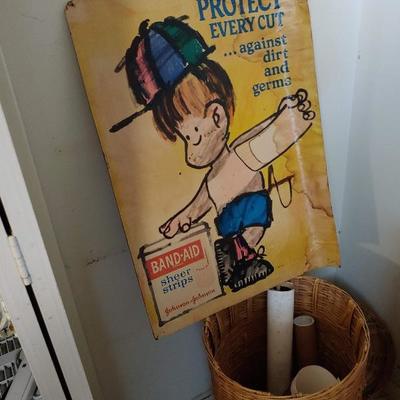 PROTECT
EVERY CUT
...against
dirt
and
germs
BAND-AID
sheer
strips
Johnson & Johnson